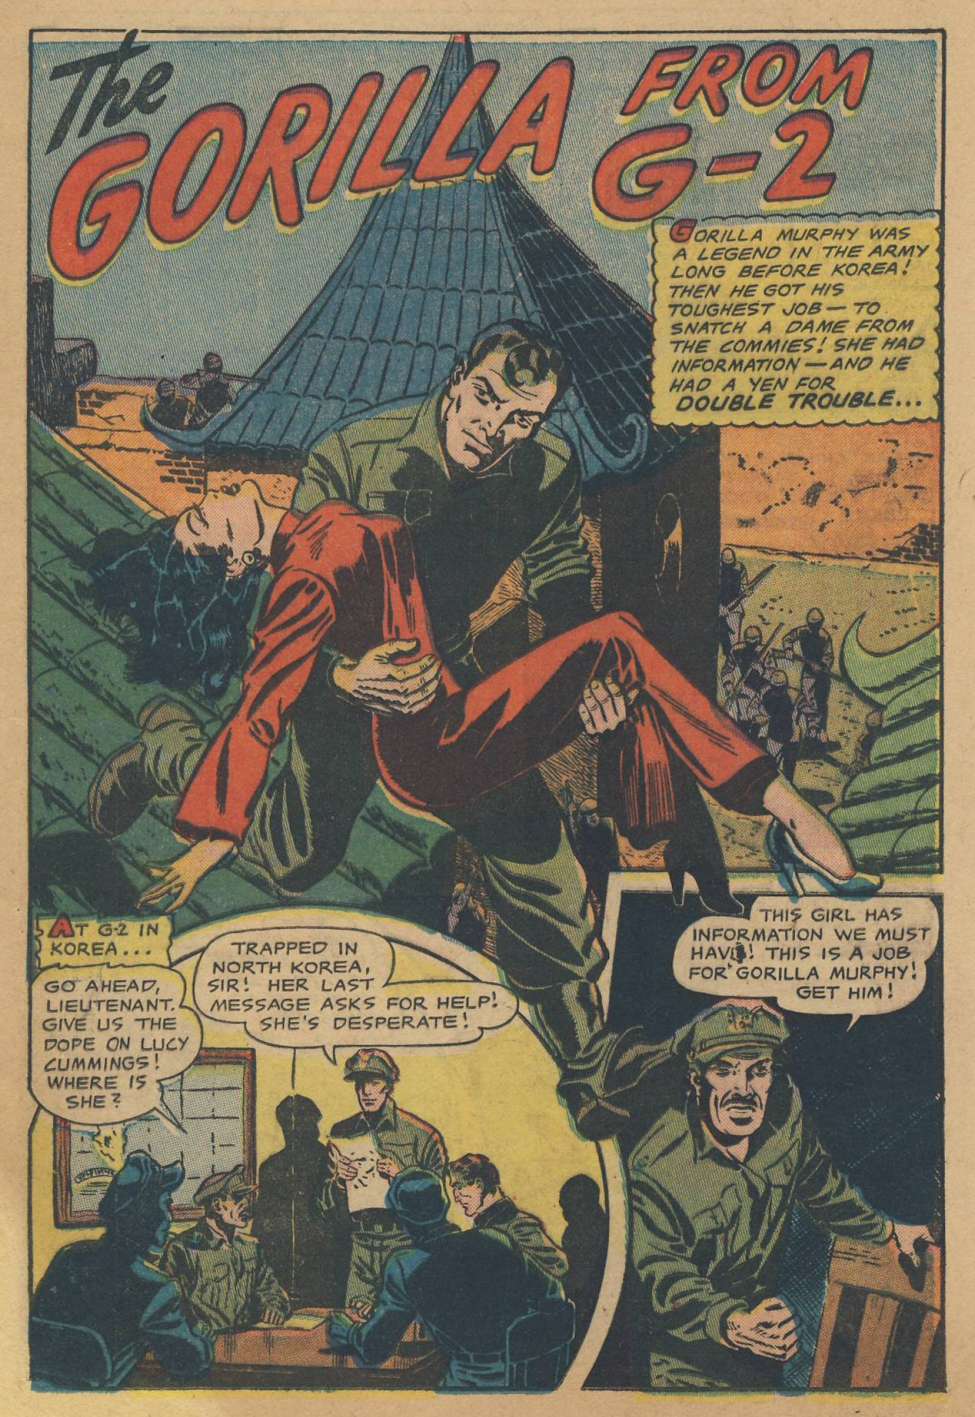 The
GORILLA
FROM
G-2
GORILLA MURPHY WAS
A LEGEND IN THE ARMY
LONG BEFORE KOREA!
THEN HE GOT HIS
TOUGHEST JOB — TO
SNATCH A DAME FROM
THE COMMIES! SHE HAD
INFORMATION — AND HE
HAD A YEN FOR
DOUBLE TROUBLE...
AT G-2 IN
KOREA...
GO AHEAD,
LIEUTENANT.
GIVE US THE
DOPE ON LUCY
CUMMINGS!
WHERE IS
SHE?
TRAPPED IN
NORTH KOREA,
SIR! HER LAST
MESSAGE ASKS FOR HELP!
SHE'S DESPERATE!
THIS GIRL HAS
INFORMATION WE MUST
HAVE! THIS IS A JOB
FOR GORILLA MURPHY!
GET HIM!